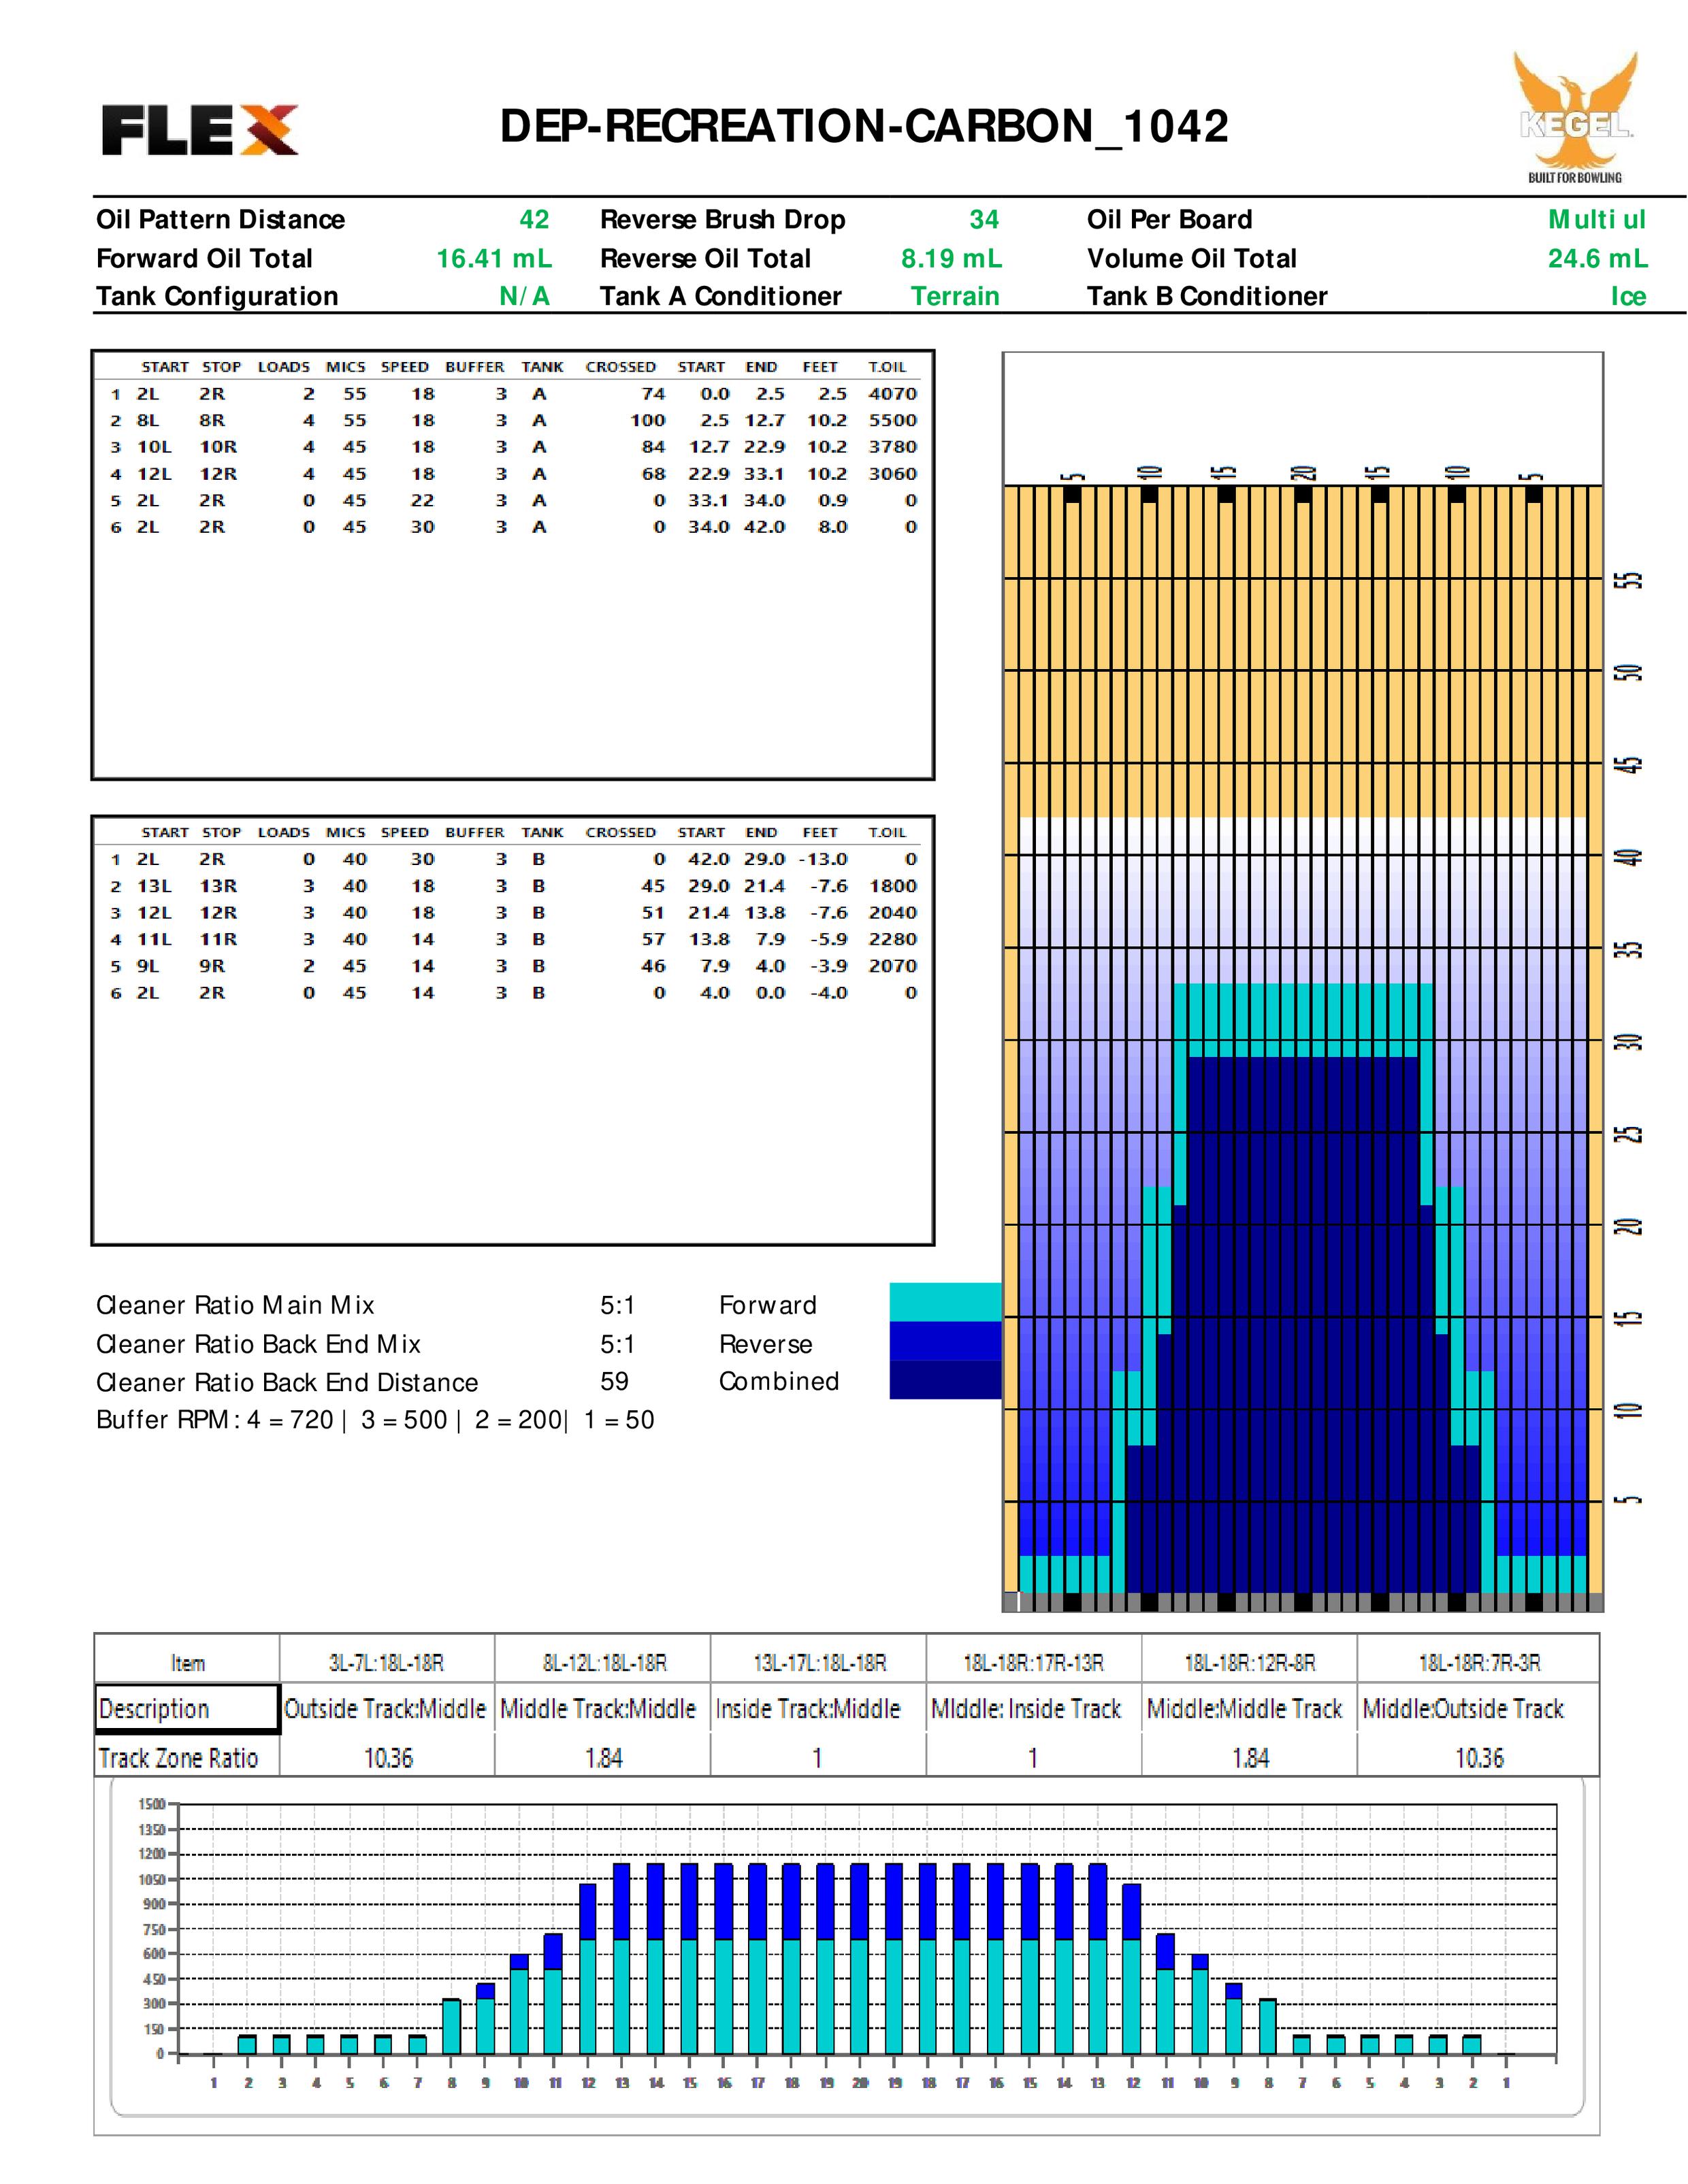 FLEX
DEP-RECREATION-CARBON_1042
KEGEL
BUILT FOR BOWLING
Oil Pattern Distance 42 Reverse Brush Drop 34 Oil Per Board Multi ul
Forward Oil Total 16.41 mL Reverse Oil Total 8.19 mL Volume Oil Total 24.6 mL
Tank Configuration N/A Tank A Conditioner Terrain Tank B Conditioner Ice
START STOP LOADS MICS SPEED BUFFER TANK CROSSED START END FEET T.OIL
1 2L 2R 2 55 18 3 A 74 0.0 2.5 2.5 4070
2 8L 8R 4 55 18 3 A 100 2.5 12.7 10.2 5500
3 10L 10R 4 45 18 3 A 84 12.7 22.9 10.2 3780
4 12L 12R 4 45 18 3 A 68 22.9 33.1 10.2 3060
5 2L 2R 0 45 22 3 A 0 33.1 34.0 0.9 0
6 2L 2R 0 45 30 3 A 0 34.0 42.0 8.0 0
START STOP LOADS MICS SPEED BUFFER TANK CROSSED START END FEET T.OIL
1 2L 2R 0 40 30 3 B 0 42.0 29.0 -13.0 0
2 13L 13R 3 40 18 3 B 45 29.0 21.4 -7.6 1800
3 12L 12R 3 40 18 3 B 51 21.4 13.8 -7.6 2040
4 11L 11R 3 40 14 3 B 57 13.8 7.9 -5.9 2280
5 9L 9R 2 45 14 3 B 46 7.9 4.0 -3.9 2070
6 2L 2R 0 45 14 3 B 0 4.0 0.0 -4.0 0
5 10 15 20 15 10 5
55
50
45
40
35
30
25
20
15
10
5
Cleaner Ratio Main Mix 5:1 Forward
Cleaner Ratio Back End Mix 5:1 Reverse
Cleaner Ratio Back End Distance 59 Combined
Buffer RPM: 4 = 720 | 3 = 500 | 2 = 200| 1 = 50
Item 3L-7L:18L-18R 8L-12L:18L-18R 13L-17L:18L-18R 18L-18R:17R-13R 18L-18R:12R-8R 18L-18R:7R-3R
Description Outside Track:Middle Middle Track:Middle Inside Track:Middle MIddle: Inside Track Middle:Middle Track Middle:Outside Track
Track Zone Ratio 10.36 1.84 1 1 1.84 10.36
1500
1350
1200
1050
900
750
600
450
300
150
0
1 2 3 4 5 6 7 8 9 10 11 12 13 14 15 16 17 18 19 20 19 18 17 16 15 14 13 12 11 10 9 8 7 6 5 4 3 2 1